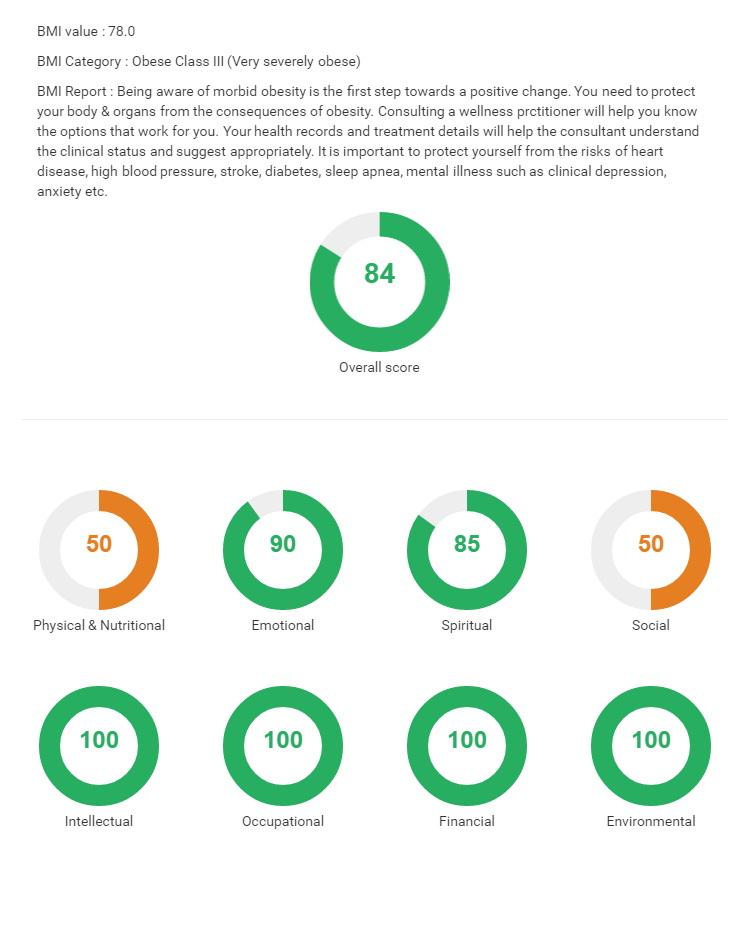 BMI value : 78.0
BMI Category : Obese Class III (Very severely obese)
BMI Report : Being aware of morbid obesity is the first step towards a positive change. You need to protect
your body & organs from the consequences of obesity. Consulting a wellness prctitioner will help you know
the options that work for you. Your health records and treatment details will help the consultant understand
the clinical status and suggest appropriately. It is important to protect yourself from the risks of heart
disease, high blood pressure, stroke, diabetes, sleep apnea, mental illness such as clinical depression,
anxiety etc.
84
Overall score
50 90 85 50
Physical & Nutritional Emotional Spiritual Social
100 100 100 100
Intellectual Occupational Financial Environmental